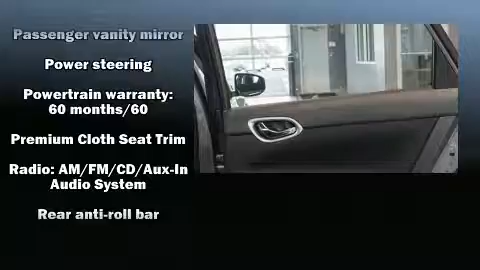 Passenger vanity mirror
Power steering
Powertrain warranty:
60 months/60
Premium Cloth Seat Trim
Radio: AM/FM/CD/Aux-In
Audio System
Rear anti-roll bar